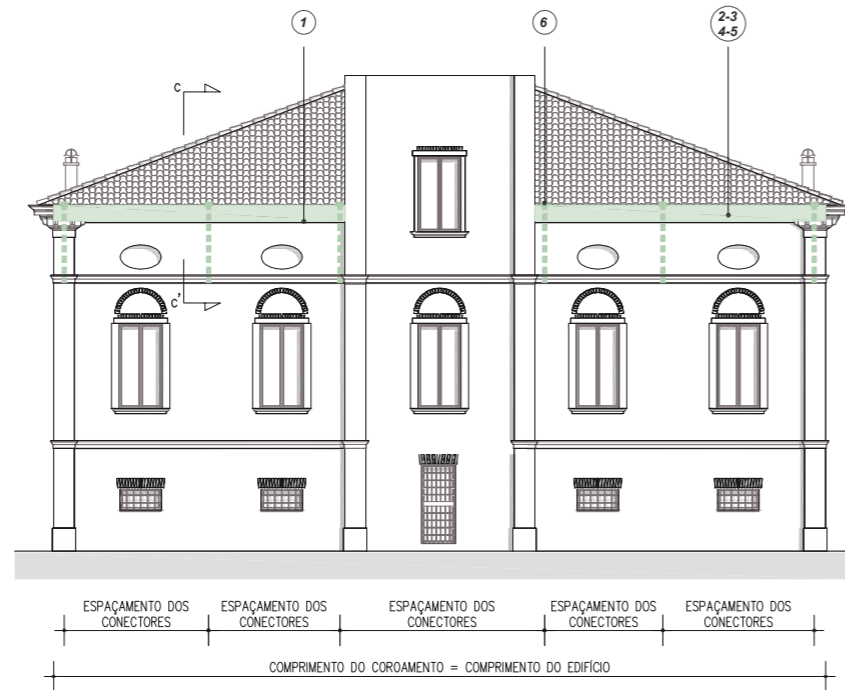 1
6
2-3
4-5
C
C'
ESPAÇAMENTO DOS
CONECTORES
ESPAÇAMENTO DOS
CONECTORES
ESPAÇAMENTO DOS
CONECTORES
ESPAÇAMENTO DOS
CONECTORES
ESPAÇAMENTO DOS
CONECTORES
COMPRIMENTO DO COROAMENTO = COMPRIMENTO DO EDIFÍCIO